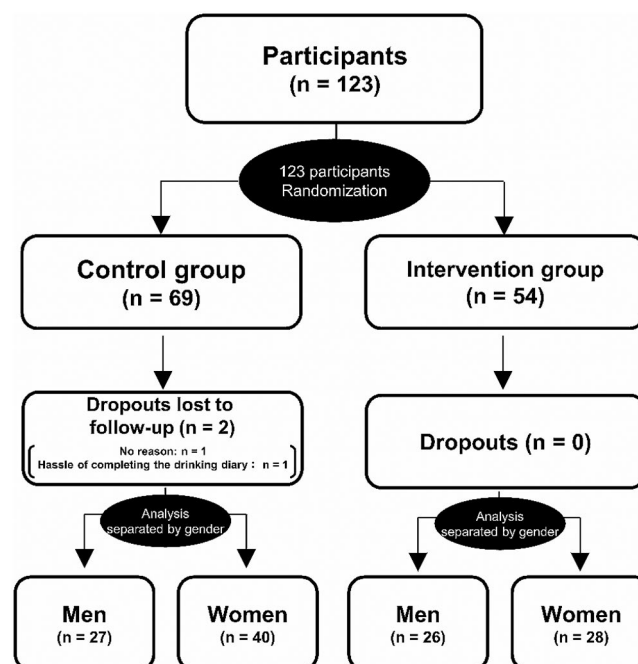 Participants
(n = 123)
123 participants
Randomization
Control group
(n = 69)
Intervention group
(n = 54)
Dropouts lost to
follow-up (n = 2)
No reason: n = 1
Hassle of completing the drinking diary : n = 1
Dropouts (n = 0)
Analysis
separated by gender
Analysis
separated by gender
Men
(n = 27)
Women
(n = 40)
Men
(n = 26)
Women
(n = 28)